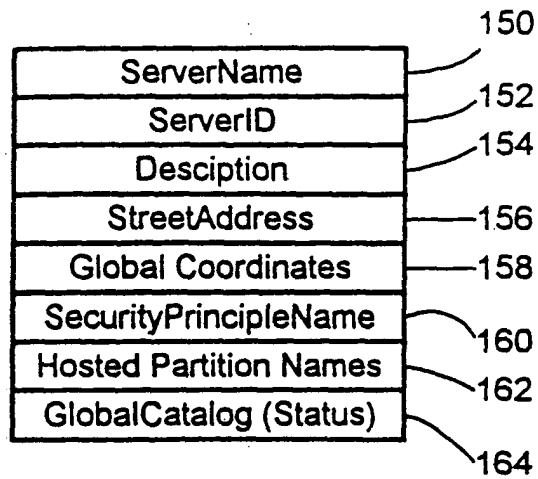 150
ServerName
152
ServerID
154
Desciption
StreetAddress 156
Global Coordinates 158
SecurityPrincipleName
160
Hosted Partition Names
162
GlobalCatalog (Status)
164